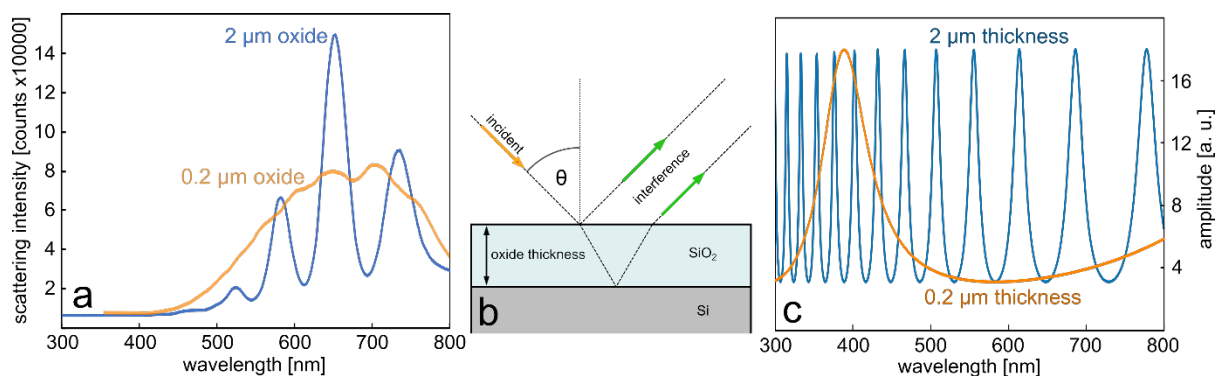 2 µm oxide
0.2 µm oxide
scattering intensity [counts x10000]
14
12
10
8
6
4
2
a
300 400 500 600 700 800
wavelength [nm]
incident
θ
interference
oxide thickness
SiO₂
b
Si
2 µm thickness
0.2 µm thickness
c
16
12
8
4
amplitude [a. u.]
300 400 500 600 700 800
wavelength [nm]